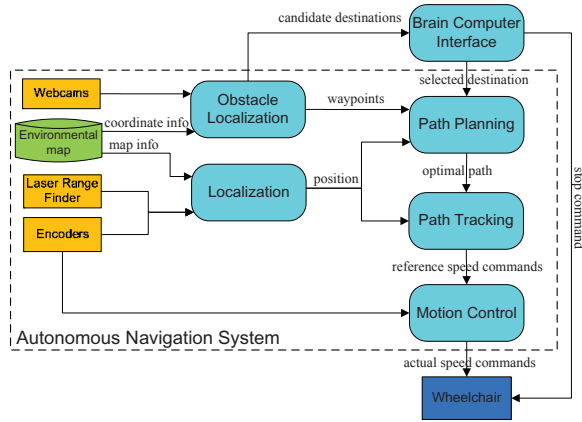 candidate destinations
Brain Computer
Interface
selected destination
Webcams
Obstacle
Localization
waypoints
coordinate info
Environmental
map
map info
Path Planning
Laser Range
Finder
Localization
position
optimal path
Encoders
Path Tracking
stop command
reference speed commands
Motion Control
Autonomous Navigation System
actual speed commands
Wheelchair